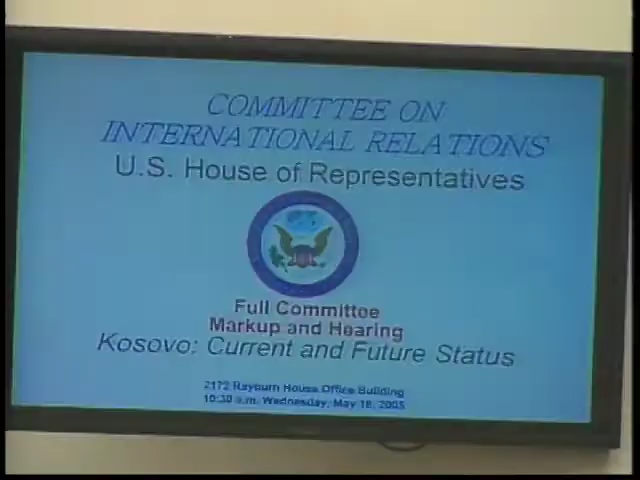 COMMITTEE ON
INTERNATIONAL RELATIONS
U.S. House of Representatives
Full Committee
Markup and Hearing
Kosovo: Current and Future Status
2172 Rayburn House Office Building
10:30 a.m. Wednesday, May 18, 2005